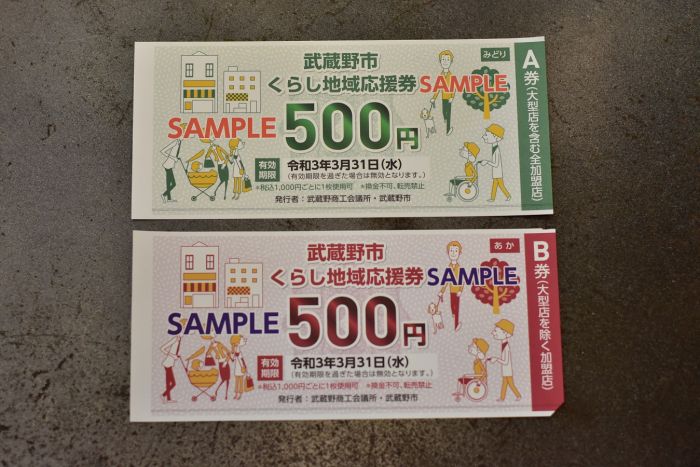 武蔵野市
くらし地域応援券
SAMPLE
SAMPLE
500円
有効期限 令和3年3月31日(水)
(有効期限を過ぎた場合は無効となります。)
*税込1,000円ごとに1枚使用可 *換金不可、転売禁止
発行者:武蔵野商工会議所・武蔵野市
みどり
A券(大型店を含む全加盟店)
武蔵野市
くらし地域応援券
SAMPLE
SAMPLE
500円
有効期限 令和3年3月31日(水)
(有効期限を過ぎた場合は無効となります。)
*税込1,000円ごとに1枚使用可 *換金不可、転売禁止
発行者:武蔵野商工会議所・武蔵野市
あか
B券(大型店を除く加盟店)